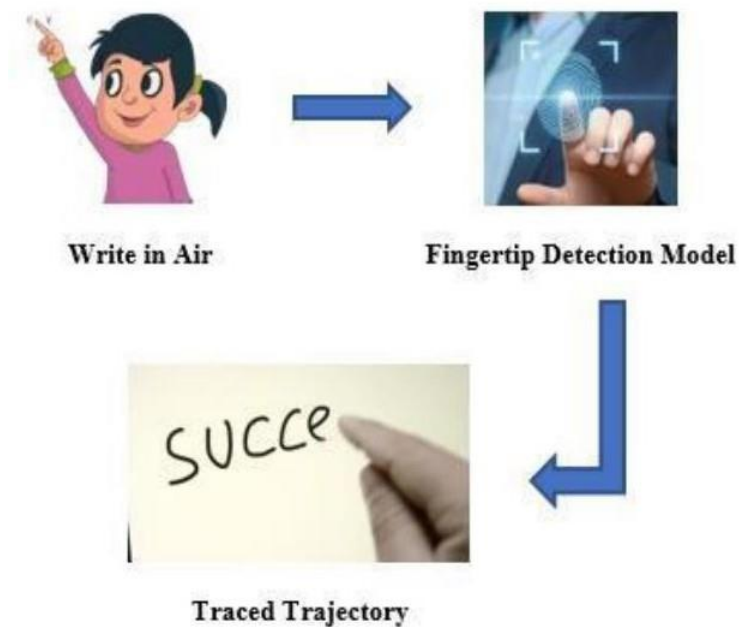 Write in Air
Fingertip Detection Model
succe
Traced Trajectory